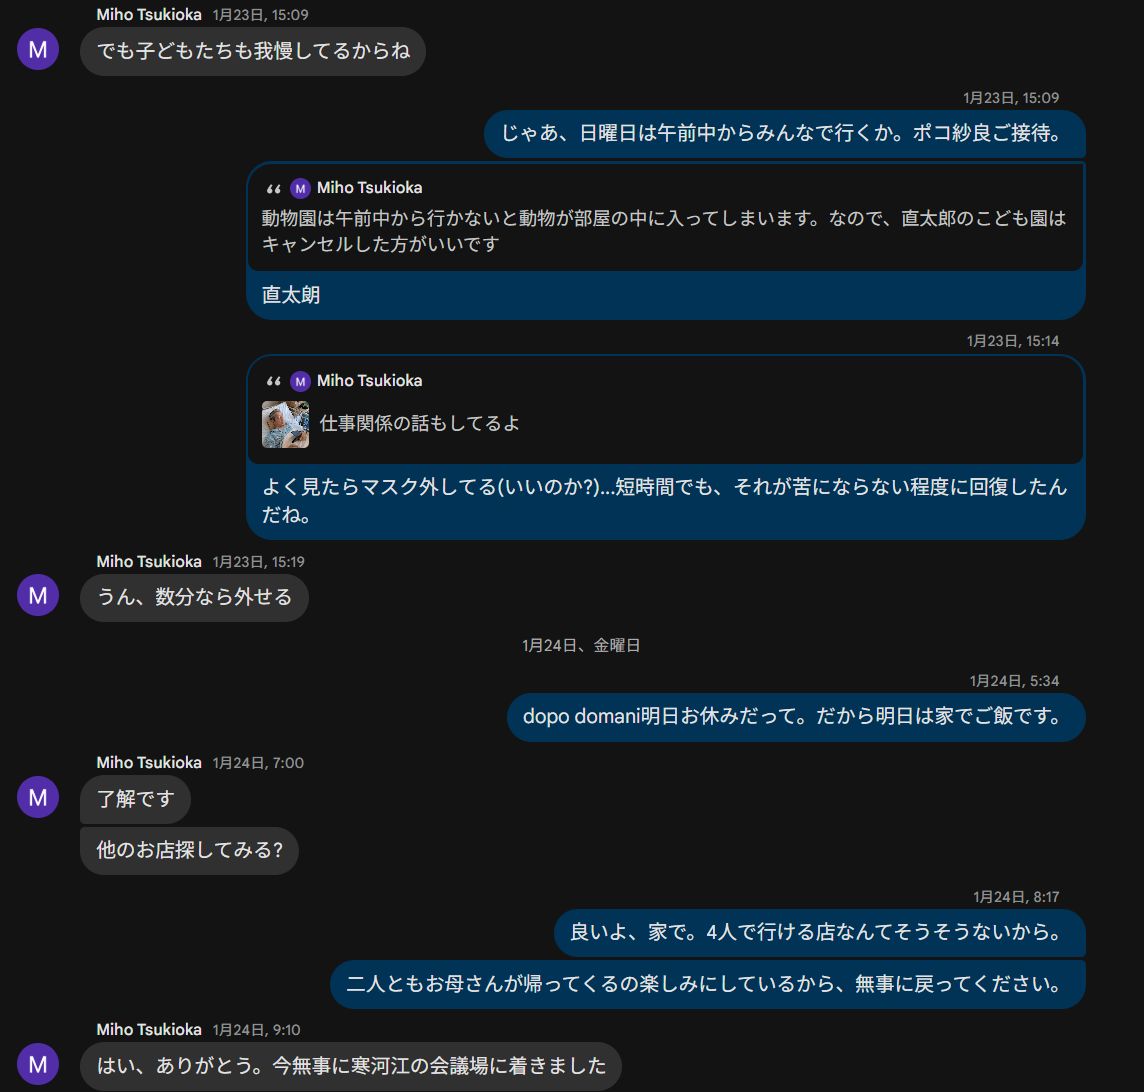 Miho Tsukioka 1月23日, 15:09
M
でも子どもたちも我慢してるからね
1月23日, 15:09
じゃあ、日曜日は午前中からみんなで行くか。ポコ紗良ご接待。
“ M Miho Tsukioka
動物園は午前中から行かないと動物が部屋の中に入ってしまいます。なので、直太郎のこども園は
キャンセルした方がいいです
直太朗
1月23日, 15:14
“ M Miho Tsukioka
仕事関係の話もしてるよ
よく見たらマスク外してる(いいのか?)...短時間でも、それが苦にならない程度に回復したん
だね。
Miho Tsukioka 1月23日, 15:19
M
うん、数分なら外せる
1月24日、金曜日
1月24日, 5:34
dopo domani明日お休みだって。だから明日は家でご飯です。
Miho Tsukioka 1月24日, 7:00
M
了解です
他のお店探してみる?
1月24日, 8:17
良いよ、家で。4人で行ける店なんてそうそうないから。
二人ともお母さんが帰ってくるの楽しみにしているから、無事に戻ってください。
Miho Tsukioka 1月24日, 9:10
M
はい、ありがとう。今無事に寒河江の会議場に着きました